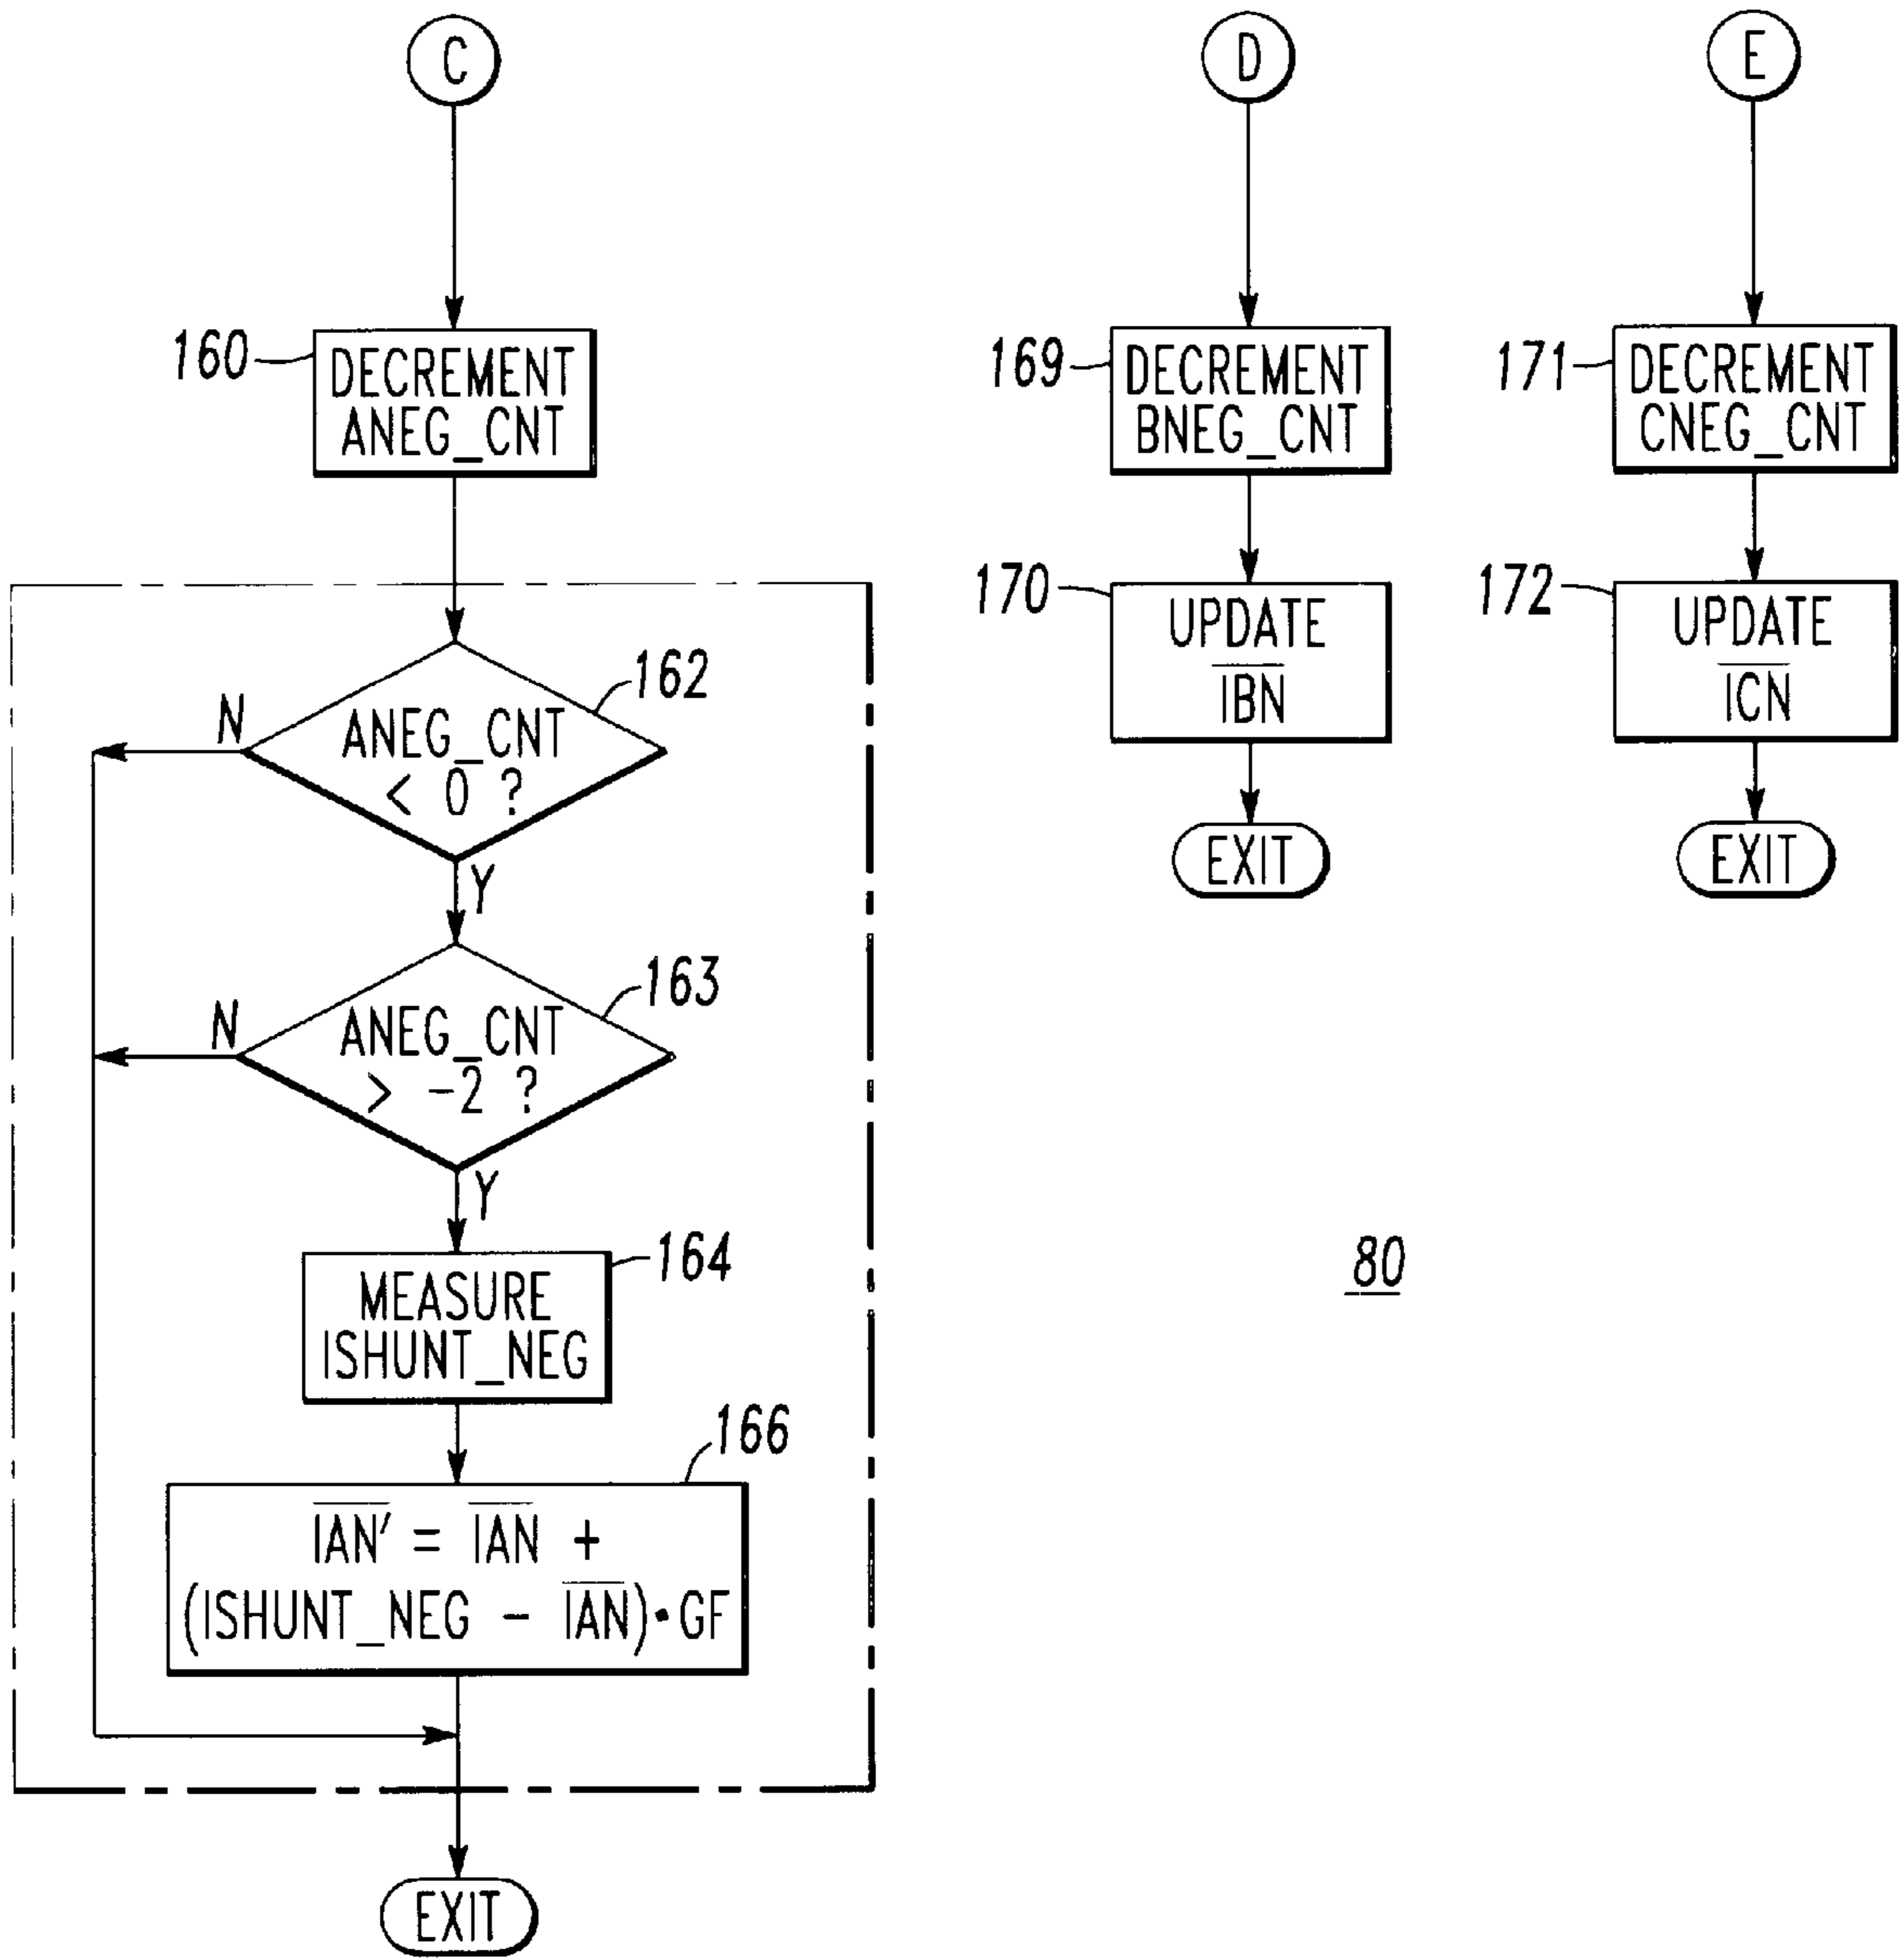 C
160
DECREMENT
ANEG_CNT
162
N
ANEG_CNT
< 0 ?
Y
163
N
ANEG_CNT
> -2 ?
Y
164
MEASURE
ISHUNT_NEG
166
IAN' = IAN +
(ISHUNT_NEG - IAN)•GF
EXIT
D
169
DECREMENT
BNEG_CNT
170
UPDATE
IBN
EXIT
E
171
DECREMENT
CNEG_CNT
172
UPDATE
ICN
EXIT
80